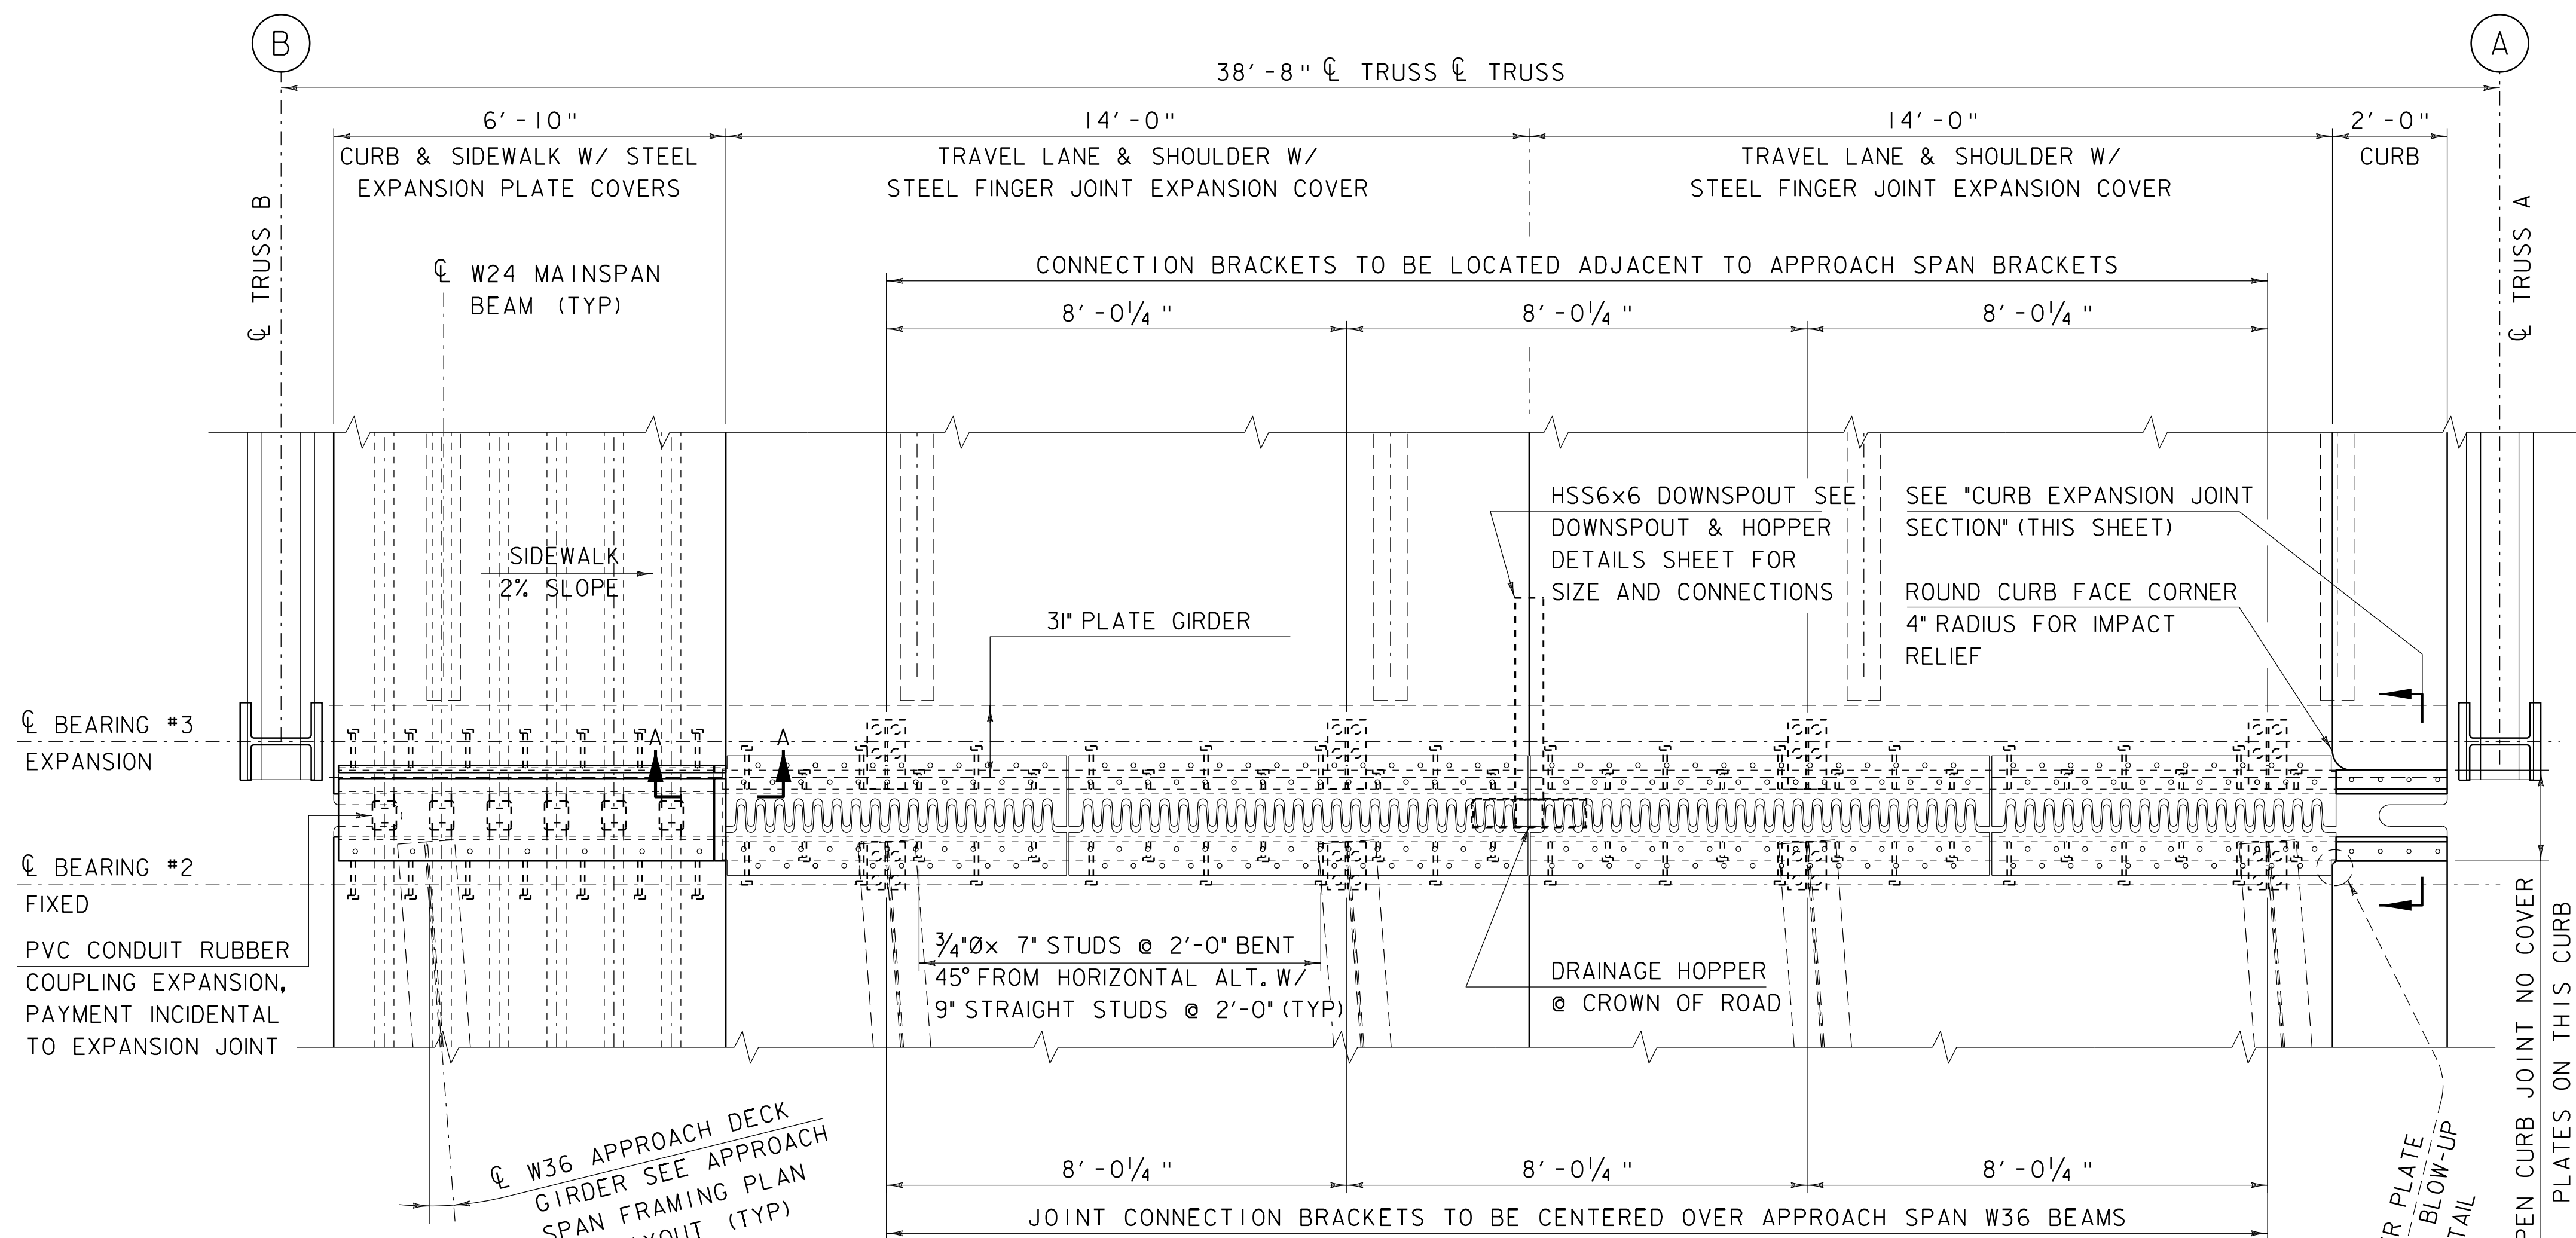 B
A
38'-8" ℄ TRUSS ℄ TRUSS
6'-10"
14'-0"
14'-0"
2'-0"
CURB & SIDEWALK W/ STEEL
EXPANSION PLATE COVERS
TRAVEL LANE & SHOULDER W/
STEEL FINGER JOINT EXPANSION COVER
TRAVEL LANE & SHOULDER W/
STEEL FINGER JOINT EXPANSION COVER
CURB
℄ TRUSS B
℄ TRUSS A
℄ W24 MAINSPAN
BEAM (TYP)
CONNECTION BRACKETS TO BE LOCATED ADJACENT TO APPROACH SPAN BRACKETS
8'-0¼"
8'-0¼"
8'-0¼"
HSS6x6 DOWNSPOUT SEE
DOWNSPOUT & HOPPER
DETAILS SHEET FOR
SIZE AND CONNECTIONS
SEE "CURB EXPANSION JOINT
SECTION" (THIS SHEET)
SIDEWALK
2% SLOPE
ROUND CURB FACE CORNER
4" RADIUS FOR IMPACT
RELIEF
31" PLATE GIRDER
℄ BEARING #3
EXPANSION
A
A
℄ BEARING #2
FIXED
PVC CONDUIT RUBBER
COUPLING EXPANSION,
PAYMENT INCIDENTAL
TO EXPANSION JOINT
¾"Øx 7" STUDS @ 2'-0" BENT
45° FROM HORIZONTAL ALT. W/
9" STRAIGHT STUDS @ 2'-0" (TYP)
DRAINAGE HOPPER
@ CROWN OF ROAD
℄ W36 APPROACH DECK
GIRDER SEE APPROACH
SPAN FRAMING PLAN
(TYP)
8'-0¼"
8'-0¼"
8'-0¼"
JOINT CONNECTION BRACKETS TO BE CENTERED OVER APPROACH SPAN W36 BEAMS
PLATE
BLOW-UP
CURB JOINT NO COVER
PLATES ON THIS CURB